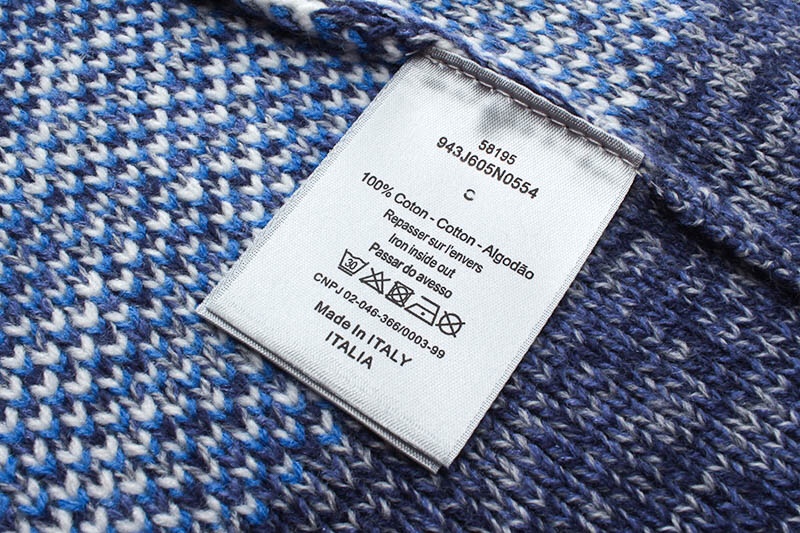 58195
943J605N0554
C
100% Coton - Cotton - Algodão
Repasser sur l'envers
Iron inside out
Passar do avesso
30
CNPJ 02-046-366/0003-99
Made In ITALY
ITALIA